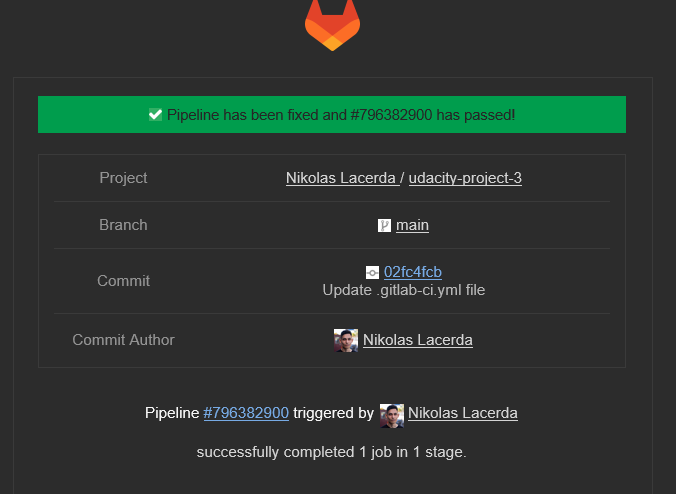 Pipeline has been fixed and #796382900 has passed!
Project Nikolas Lacerda / udacity-project-3
Branch main
Commit 02fc4fcb
Update .gitlab-ci.yml file
Commit Author Nikolas Lacerda
Pipeline #796382900 triggered by Nikolas Lacerda
successfully completed 1 job in 1 stage.